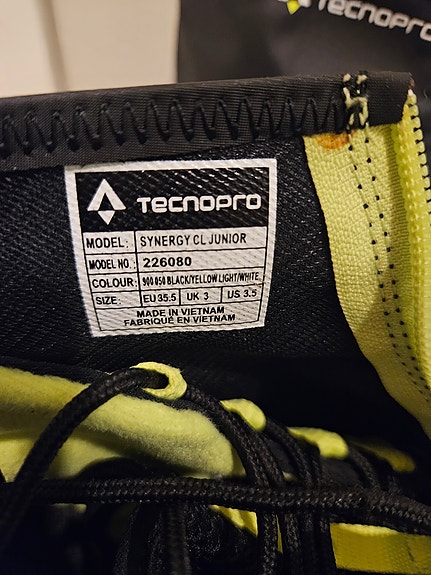 TECNOPRO
TECNOPRO
MODEL: SYNERGY CL JUNIOR
MODEL NO.: 226080
COLOUR: 900 050 BLACK/YELLOW LIGHT/WHITE
SIZE: EU 35.5 UK 3 US 3.5
MADE IN VIETNAM
FABRIQUÉ EN VIETNAM